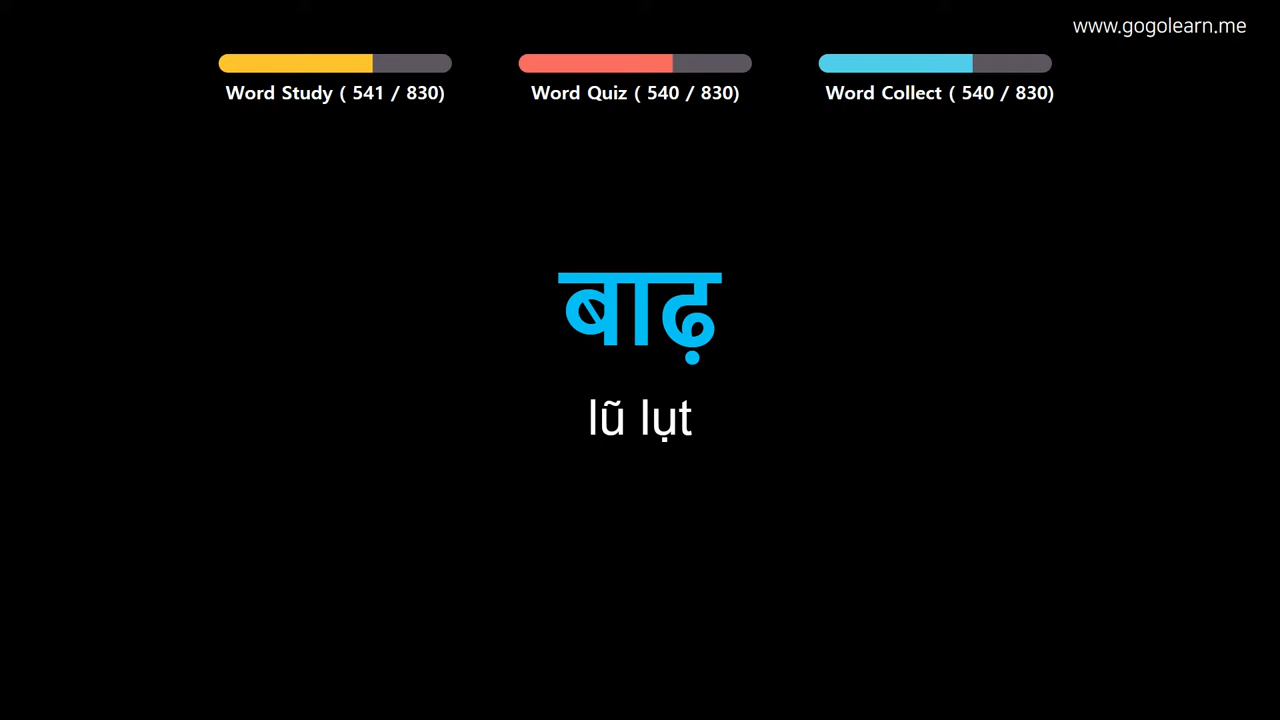 www.gogolearn.me
Word Study ( 541 / 830)
Word Quiz ( 540 / 830)
Word Collect ( 540 / 830)
बाढ़
lũ lụt